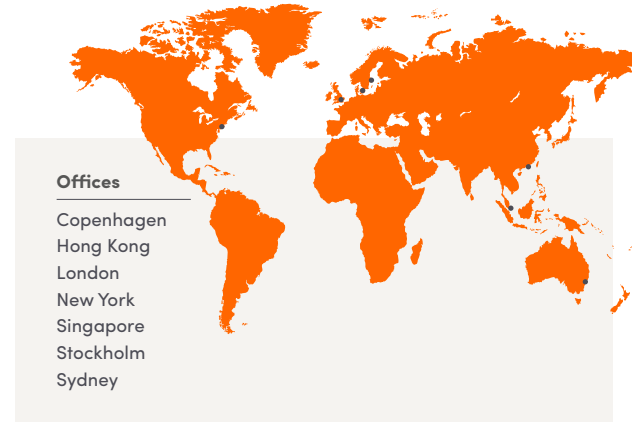 Offices
Copenhagen
Hong Kong
London
New York
Singapore
Stockholm
Sydney